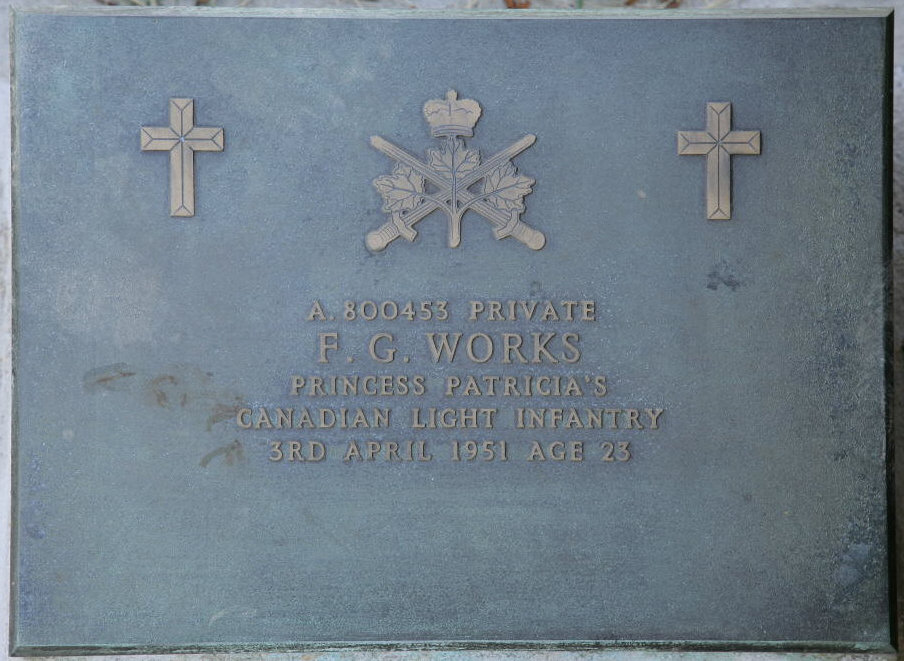 A. 800453 PRIVATE
F. G. WORKS
PRINCESS PATRICIA'S
CANADIAN LIGHT INFANTRY
3RD APRIL 1951 AGE 23